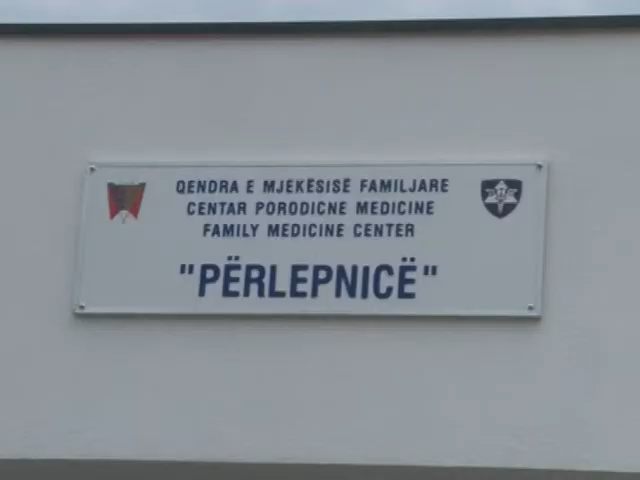 QENDRA E MJEKËSISË FAMILJARE
CENTAR PORODICNE MEDICINE
FAMILY MEDICINE CENTER
"PËRLEPNICË"